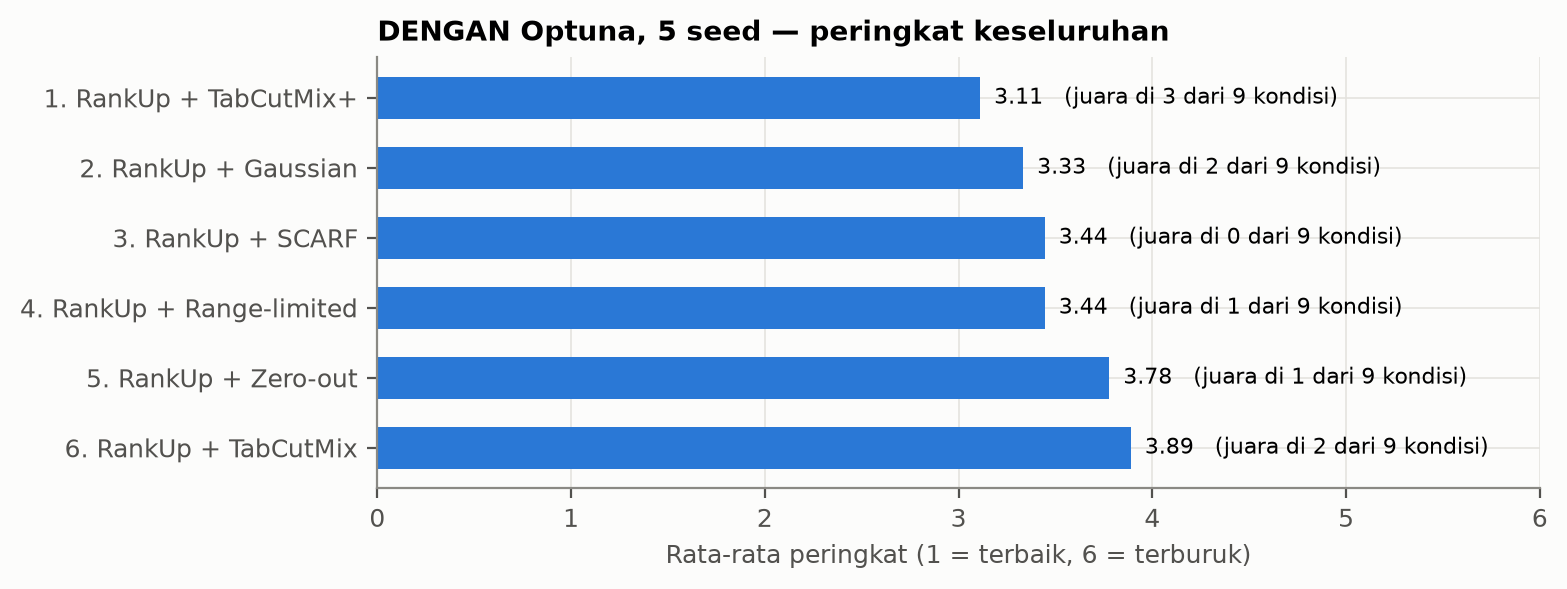 DENGAN Optuna, 5 seed — peringkat keseluruhan
1. RankUp + TabCutMix+
3.11 (juara di 3 dari 9 kondisi)
2. RankUp + Gaussian
3.33 (juara di 2 dari 9 kondisi)
3. RankUp + SCARF
3.44 (juara di 0 dari 9 kondisi)
4. RankUp + Range-limited
3.44 (juara di 1 dari 9 kondisi)
5. RankUp + Zero-out
3.78 (juara di 1 dari 9 kondisi)
6. RankUp + TabCutMix
3.89 (juara di 2 dari 9 kondisi)
0 1 2 3 4 5 6
Rata-rata peringkat (1 = terbaik, 6 = terburuk)